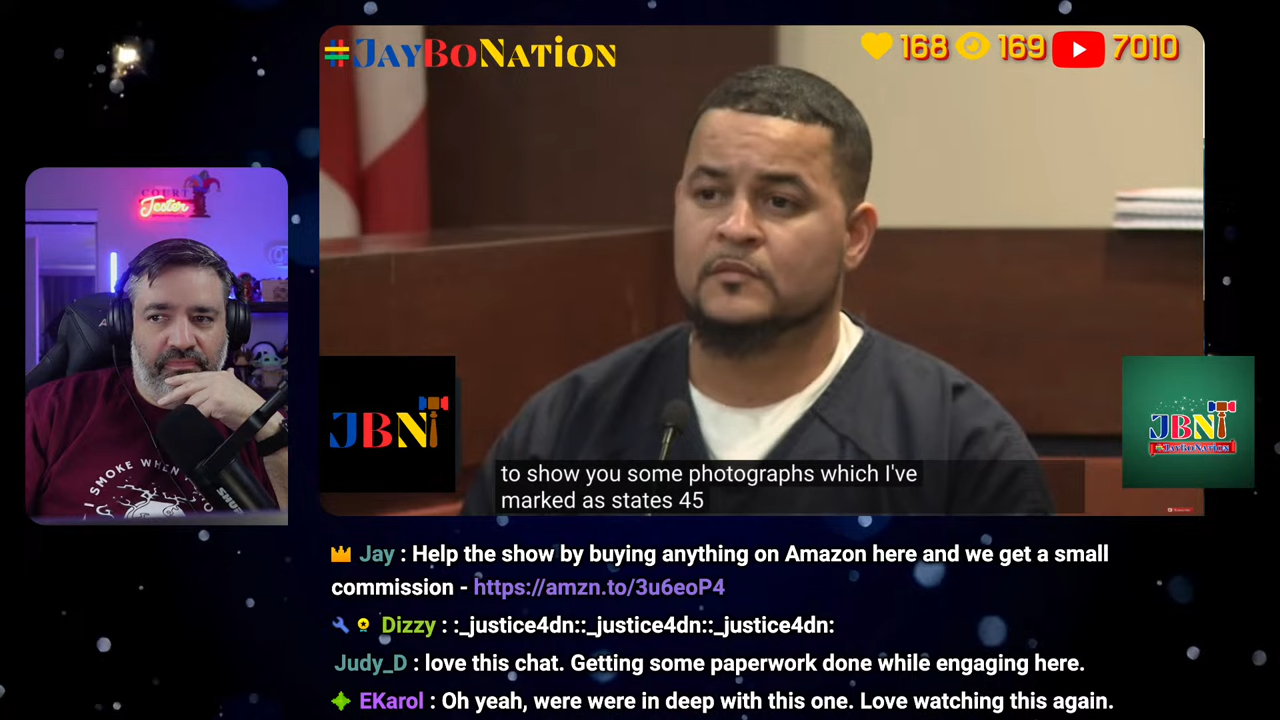 #JayBoNation
168 169 7010
COURT
Jester
I SMOKE WHEN
JBN
to show you some photographs which I've
marked as states 45
JBN
#JAYBONATION
Jay : Help the show by buying anything on Amazon here and we get a small
commission - https://amzn.to/3u6eoP4
Dizzy : :_justice4dn::_justice4dn::_justice4dn:
Judy_D : love this chat. Getting some paperwork done while engaging here.
EKarol : Oh yeah, were were in deep with this one. Love watching this again.